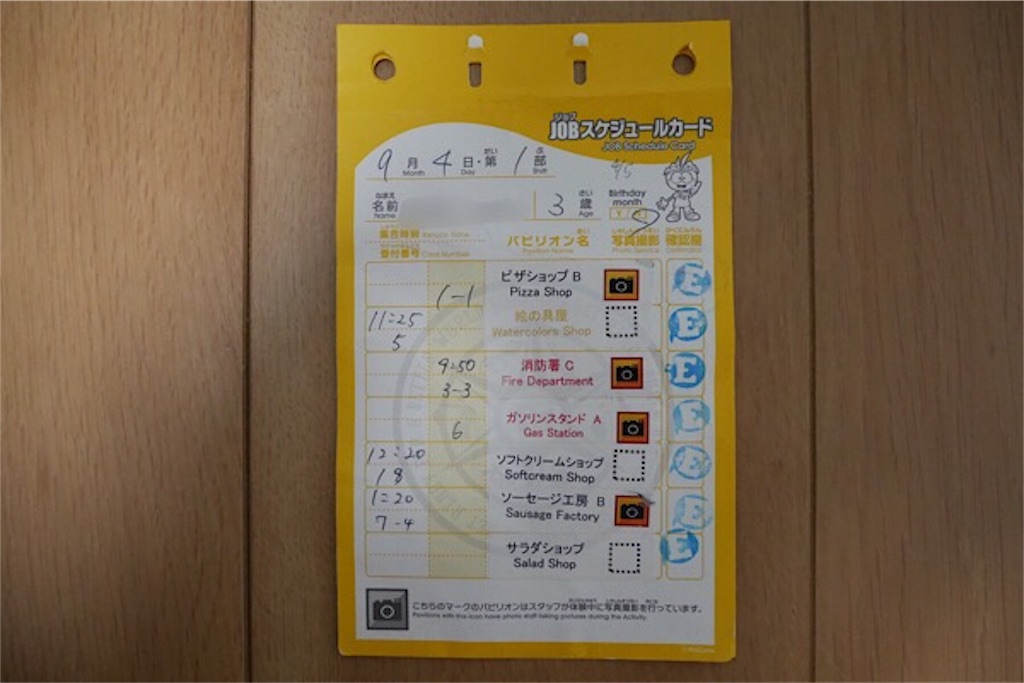 ジョブ
JOBスケジュールカード
JOB Schedule Card
9 月 4 日・第 1 部
Month Day Shift
なまえ
名前 3 歳 Birthday month
Name Age
集合時刻 パビリオン名 写真撮影 確認欄
受付番号 Card Number
ピザショップ B
1-1 Pizza Shop E
11:25 絵の具屋
5 Watercolors Shop E
9:50 消防署 C
3-3 Fire Department E
ガソリンスタンド A
6 Gas Station E
12:20 ソフトクリームショップ
18 Softcream Shop E
1:20 ソーセージ工房 B
7-4 Sausage Factory E
サラダショップ
Salad Shop E
こちらのマークのパビリオンはスタッフが体験中に写真撮影を行っています。
Pavilions with this icon have photo staff taking pictures during the Activity.